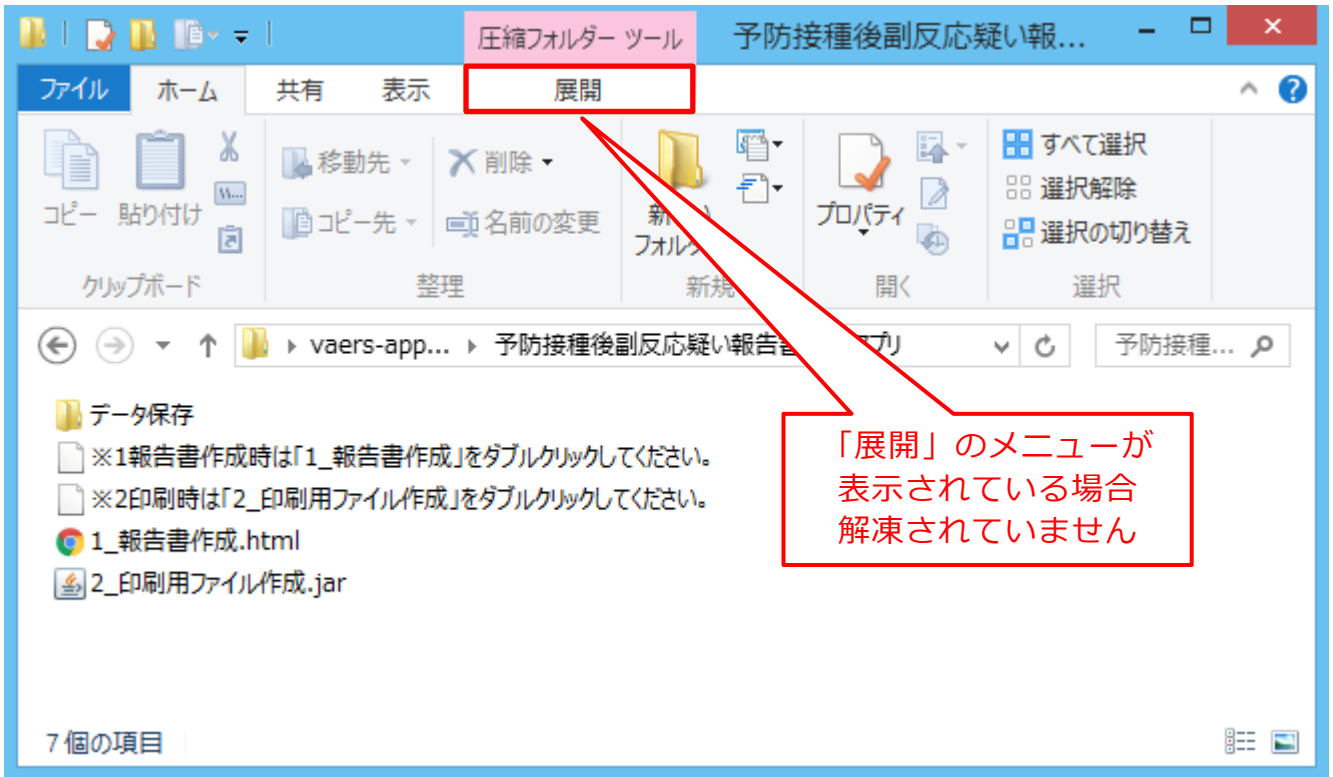 圧縮フォルダー ツール
予防接種後副反応疑い報...
ファイル
ホーム
共有
表示
展開
コピー
貼り付け
移動先
コピー先
削除
名前の変更
フォルダ
プロパティ
すべて選択
選択解除
選択の切り替え
クリップボード
整理
新規
開く
選択
vaers-app...
予防接種後副反応疑い報告書
プリ
予防接種...
データ保存
※1報告書作成時は「1_報告書作成」をダブルクリックしてください。
※2印刷時は「2_印刷用ファイル作成」をダブルクリックしてください。
1_報告書作成.html
2_印刷用ファイル作成.jar
「展開」のメニューが
表示されている場合
解凍されていません
7 個の項目